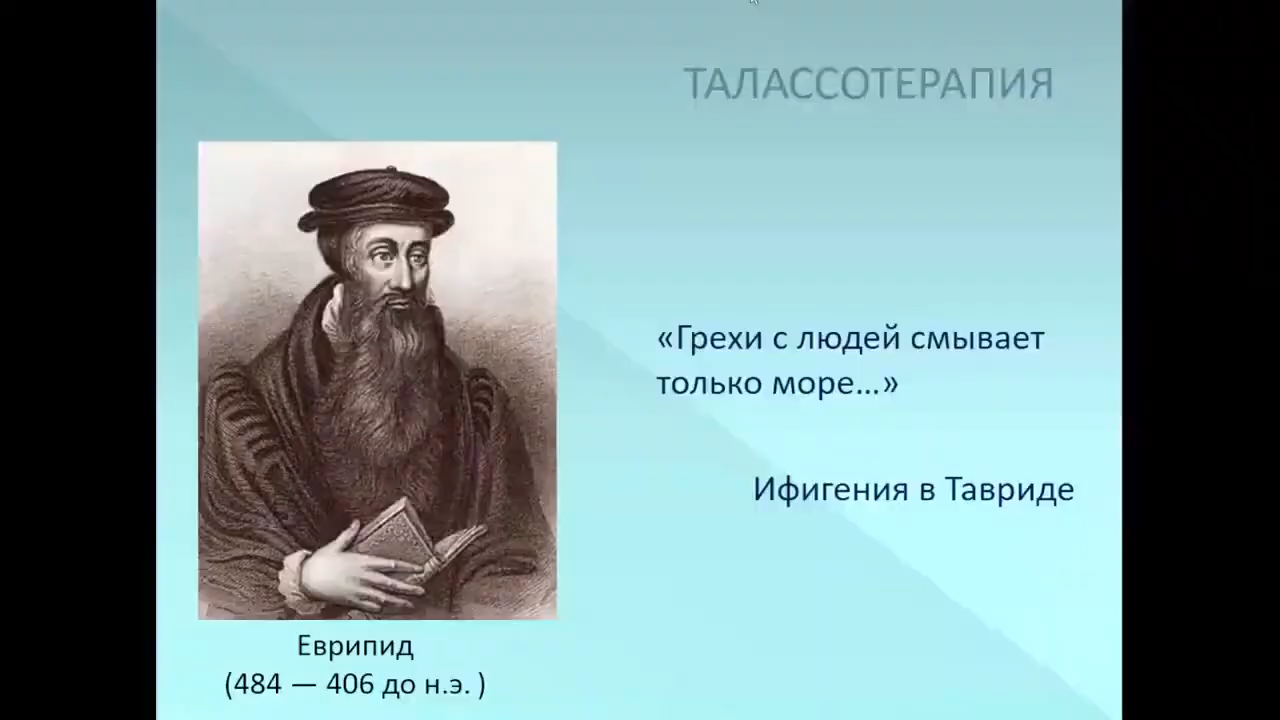 ТАЛАССОТЕРАПИЯ
«Грехи с людей смывает
только море...»
Ифигения в Тавриде
Еврипид
(484 — 406 до н.э. )